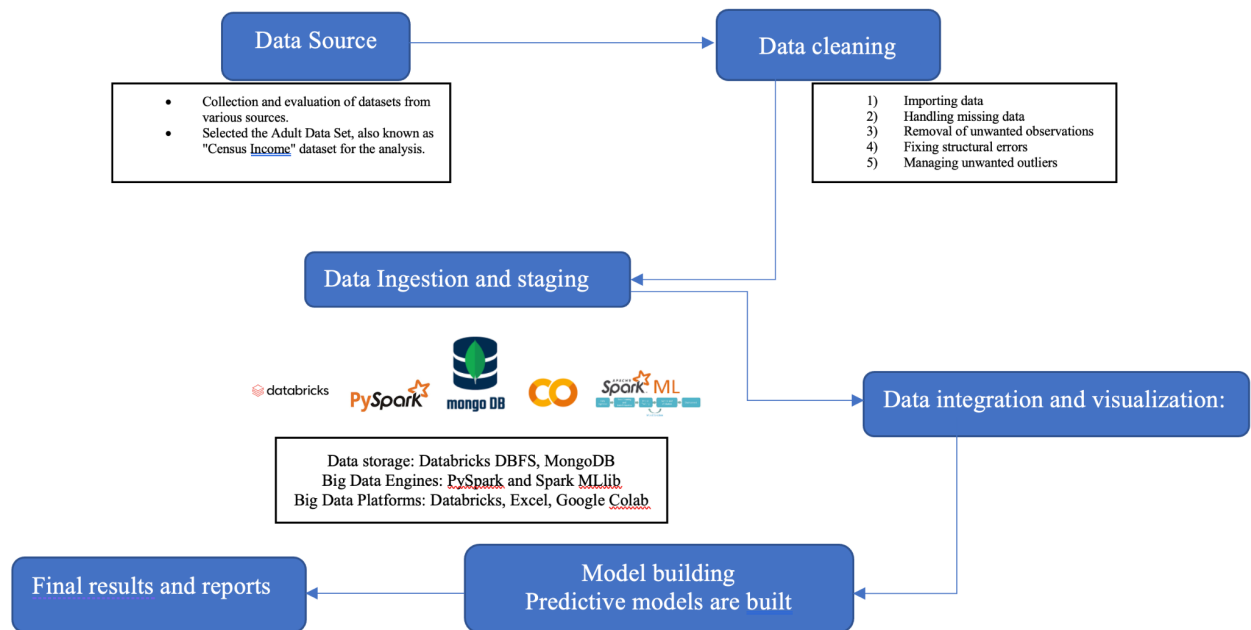 Data Source
Data cleaning
• Collection and evaluation of datasets from
various sources.
• Selected the Adult Data Set, also known as
"Census Income" dataset for the analysis.
1) Importing data
2) Handling missing data
3) Removal of unwanted observations
4) Fixing structural errors
5) Managing unwanted outliers
Data Ingestion and staging
databricks
PySpark
mongo DB
APACHE
Spark ML
Data integration and visualization:
Data storage: Databricks DBFS, MongoDB
Big Data Engines: PySpark and Spark MLlib
Big Data Platforms: Databricks, Excel, Google Colab
Final results and reports
Model building
Predictive models are built